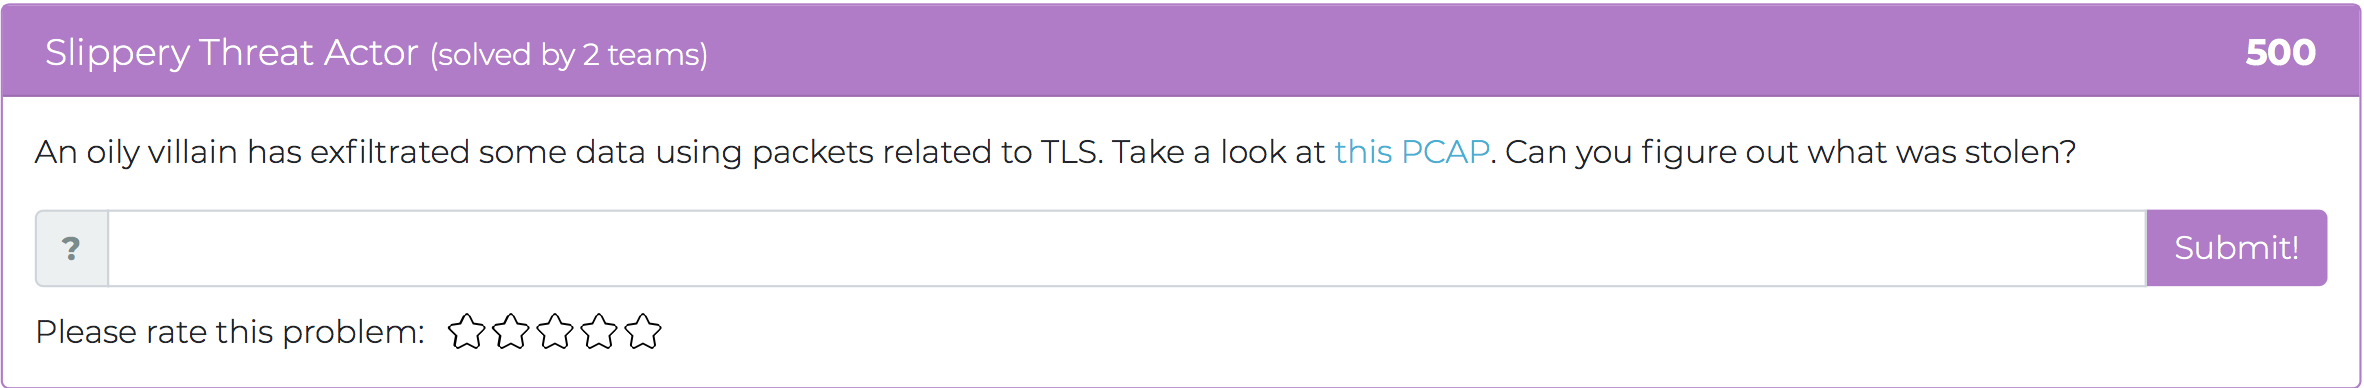 Slippery Threat Actor (solved by 2 teams) 500
An oily villain has exfiltrated some data using packets related to TLS. Take a look at this PCAP. Can you figure out what was stolen?
? Submit!
Please rate this problem: